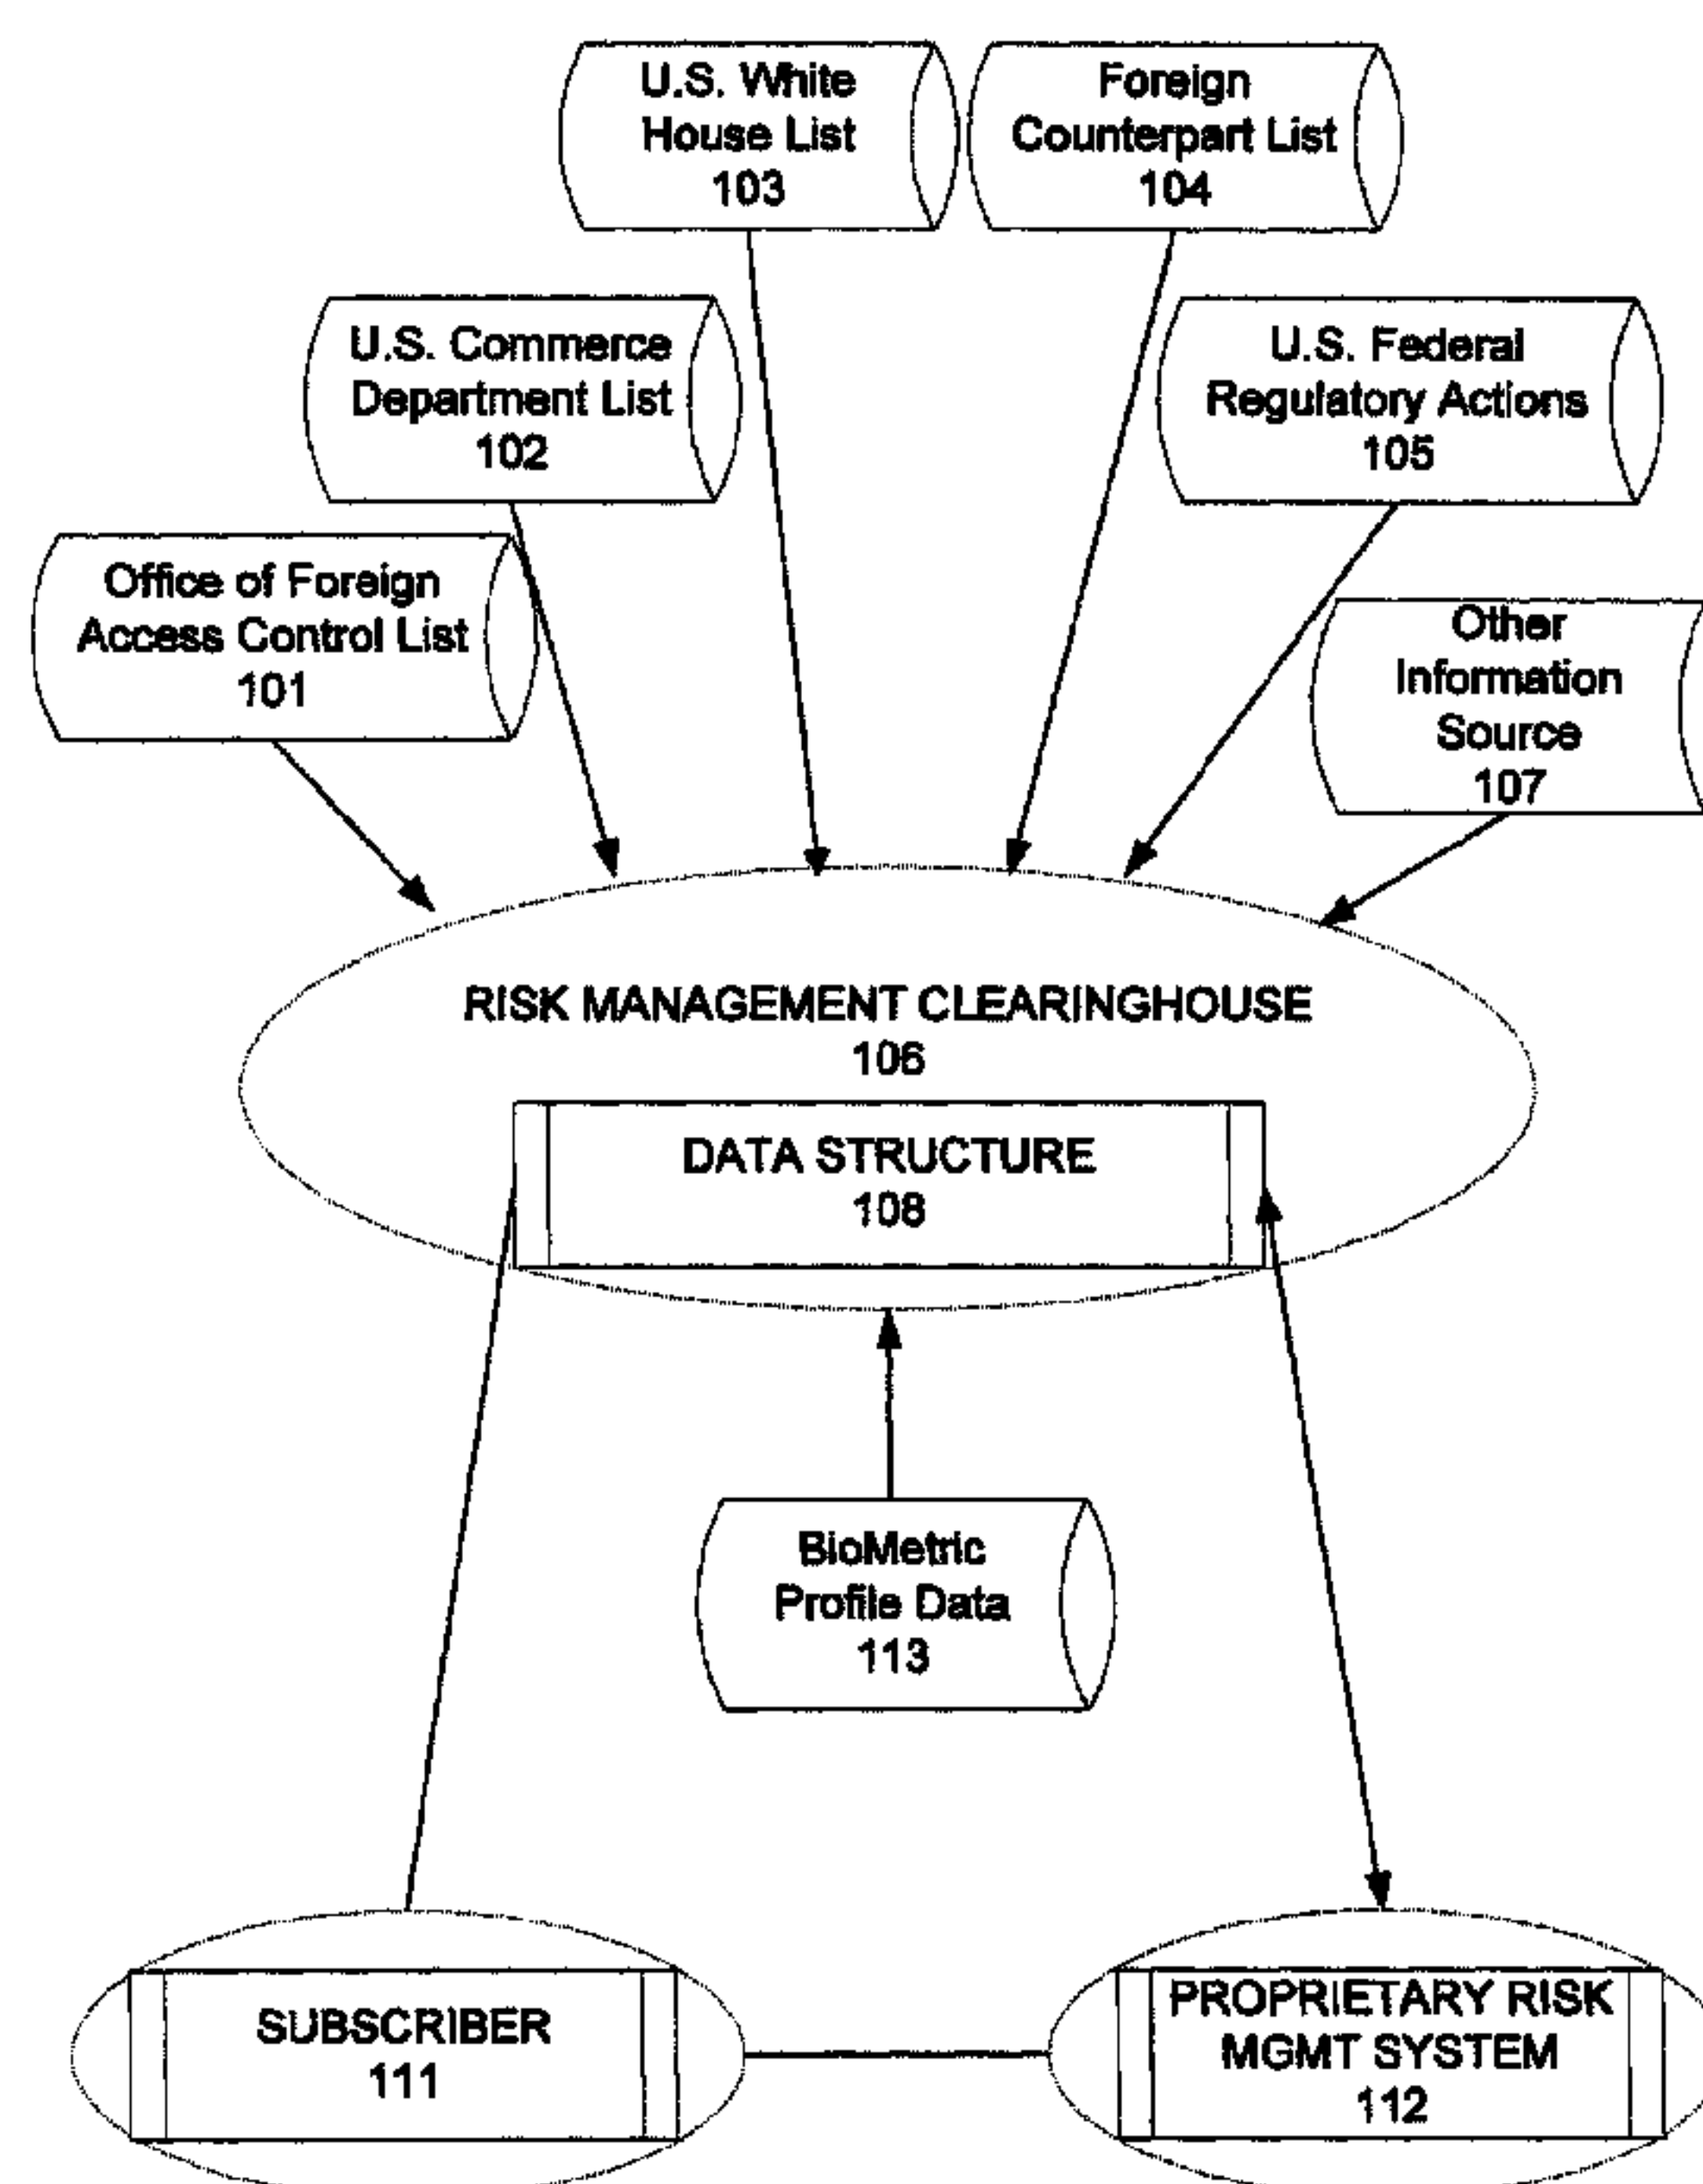 U.S. White
House List
103
Foreign
Counterpart List
104
U.S. Commerce
Department List
102
U.S. Federal
Regulatory Actions
105
Office of Foreign
Access Control List
101
Other
Information
Source
107
RISK MANAGEMENT CLEARINGHOUSE
106
DATA STRUCTURE
108
BioMetric
Profile Data
113
SUBSCRIBER
111
PROPRIETARY RISK
MGMT SYSTEM
112